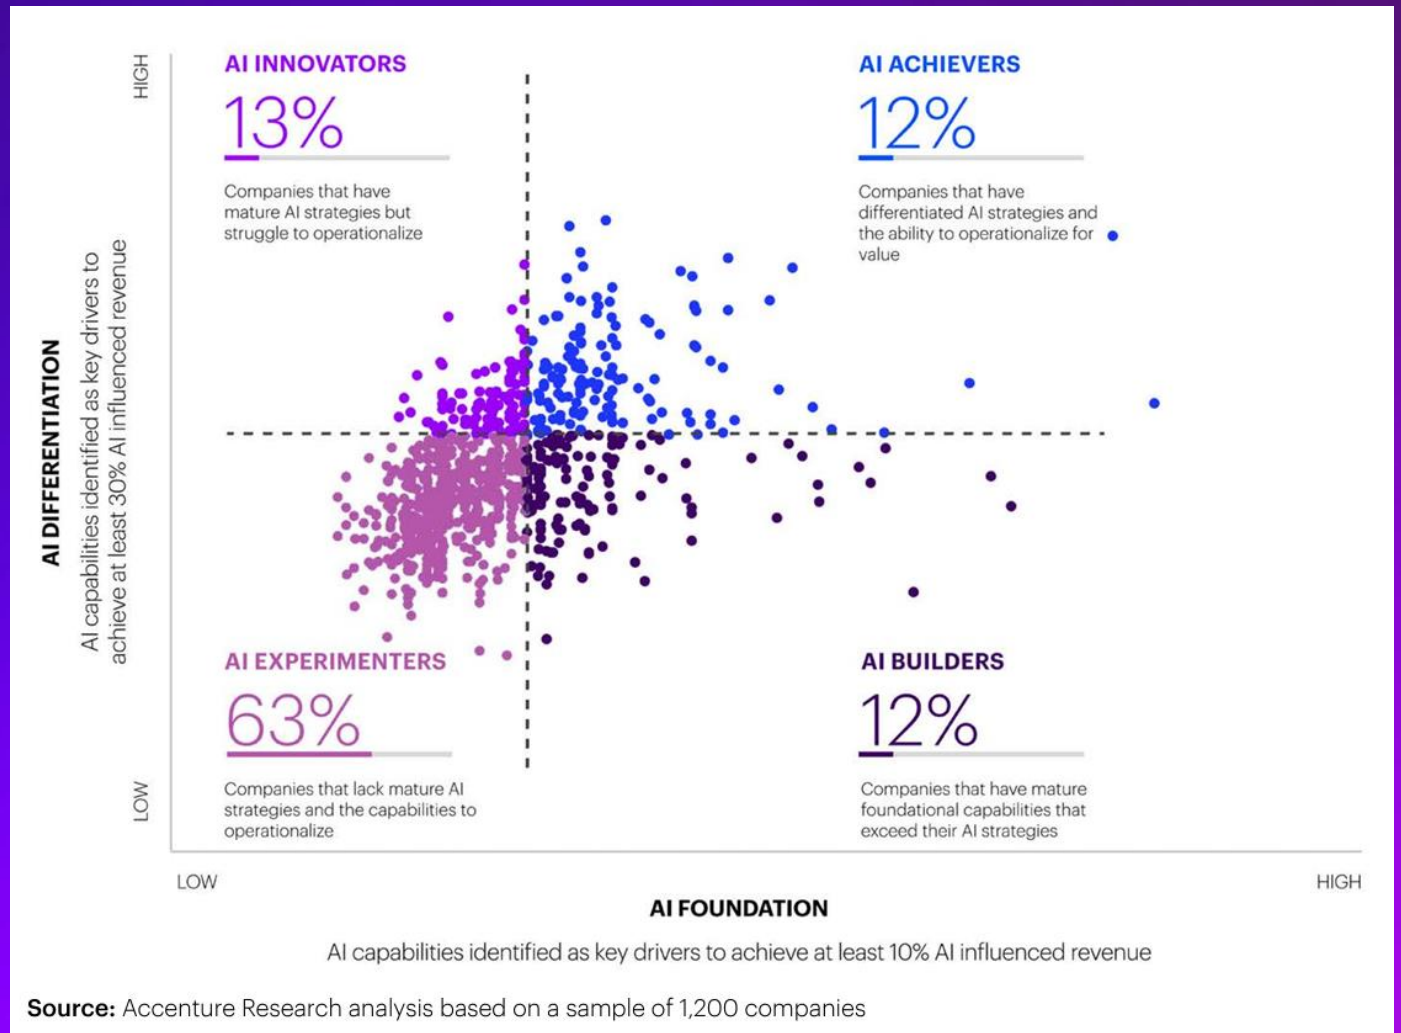 HIGH
AI INNOVATORS
13%
Companies that have
mature AI strategies but
struggle to operationalize
AI ACHIEVERS
12%
Companies that have
differentiated AI strategies and
the ability to operationalize for
value
AI DIFFERENTIATION
AI capabilities identified as key drivers to
achieve at least 30% AI influenced revenue
AI EXPERIMENTERS
63%
Companies that lack mature AI
strategies and the capabilities to
operationalize
AI BUILDERS
12%
Companies that have mature
foundational capabilities that
exceed their AI strategies
LOW
LOW
HIGH
AI FOUNDATION
AI capabilities identified as key drivers to achieve at least 10% AI influenced revenue
Source: Accenture Research analysis based on a sample of 1,200 companies